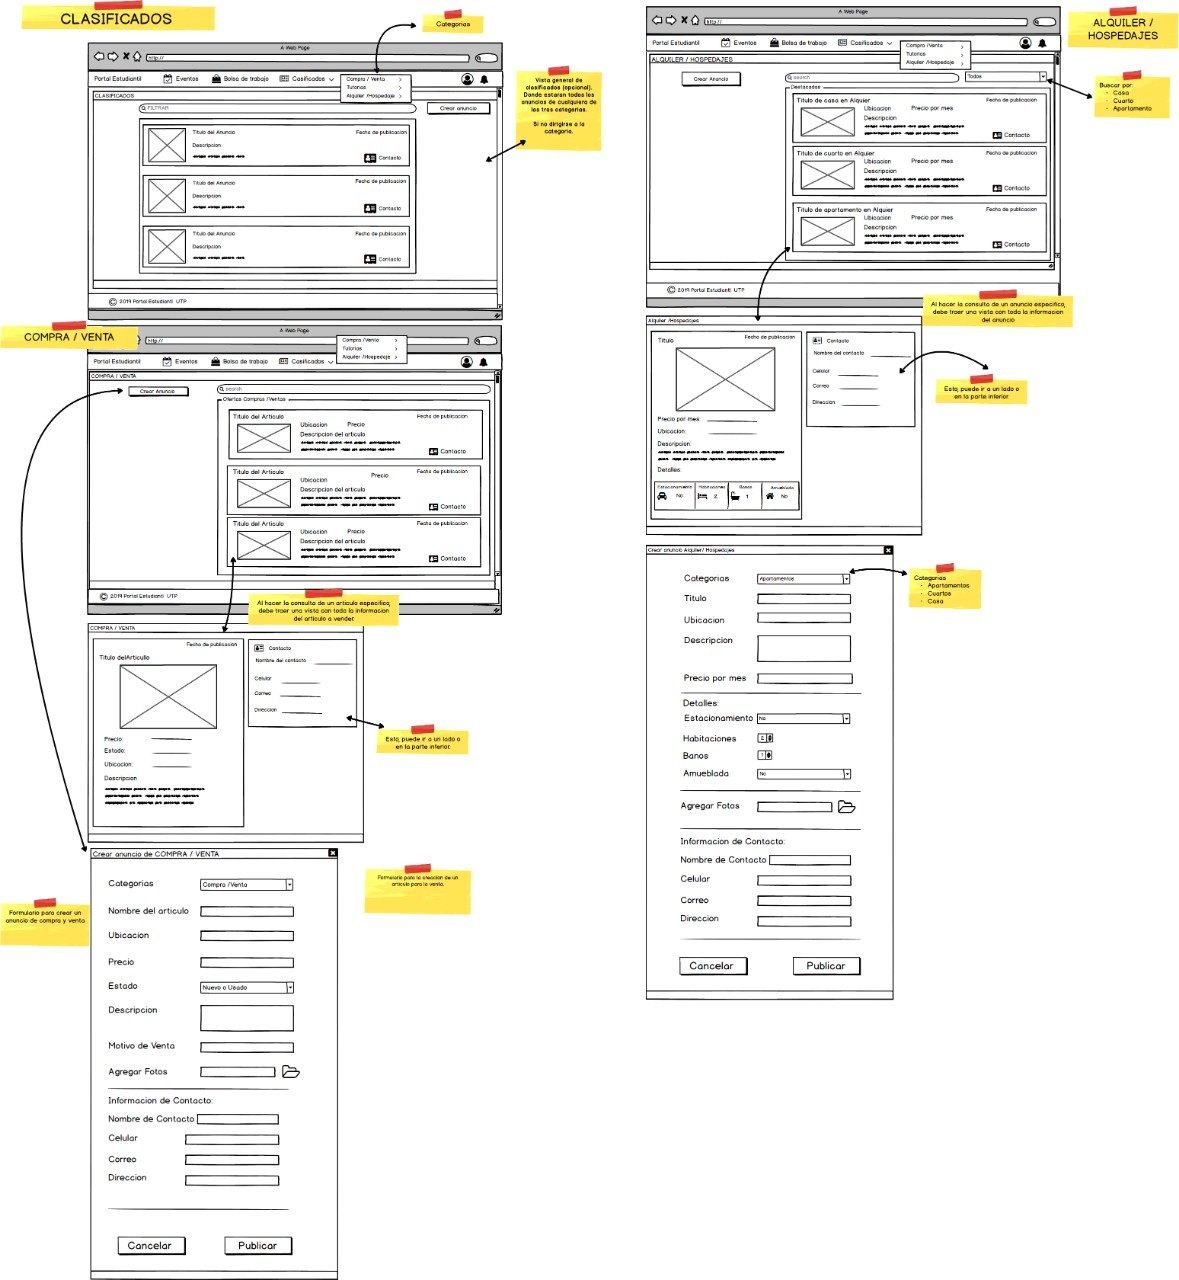 CLASIFICADOS
Categorias
A Web Page
http://
Portal Estudiantil
Eventos
Bolsa de trabajo
Casificados
Compra / Venta >
Tutorias >
Alquiler /Hospedaje >
CLASIFICADOS
FILTRAR
Crear anuncio
Titulo del Anuncio
Fecha de publicacion
Descripcion
Contacto
Titulo del Anuncio
Fecha de publicacion
Descripcion
Contacto
Titulo del Anuncio
Fecha de publicacion
Descripcion
Contacto
© 2019 Portal Estudiantil UTP
Vista general de
clasificados (opcional).
Donde estaran todos los
anuncios de cualquiera de
las tres categorias.
Si no dirigirse a la
categoria.
COMPRA / VENTA
A Web Page
http://
Portal Estudiantil
Eventos
Bolsa de trabajo
Casificados
Compra /Venta >
Tutorias >
Alquiler /Hospedaje >
COMPRA / VENTA
Crear Anuncio
search
Ofertas Compras /Ventas
Titulo del Articulo
Fecha de publicacion
Ubicacion Precio
Descripcion del articulo
Contacto
Titulo del Articulo
Fecha de publicacion
Ubicacion Precio
Descripcion del articulo
Contacto
Titulo del Articulo
Fecha de publicacion
Ubicacion Precio
Descripcion del articulo
Contacto
© 2019 Portal Estudiantil UTP
Al hacer la consulta de un articulo especifico,
debe traer una vista con toda la informacion
del articulo a vender.
COMPRA / VENTA
Fecha de publicacion
Titulo delArticulo
Precio:
Estado:
Ubicacion:
Descripcion
Contacto
Nombre del contacto
Celular
Correo
Direccion
Esto, puede ir a un lado o
en la parte inferior.
Crear anuncio de COMPRA / VENTA
Categorias
Compra /Venta
Nombre del articulo
Ubicacion
Precio
Estado
Nuevo o Usado
Descripcion
Motivo de Venta
Agregar Fotos
Informacion de Contacto:
Nombre de Contacto
Celular
Correo
Direccion
Cancelar
Publicar
Formulario para crear un
anuncio de compra y venta
Formulario para la creacion de un
articulo para la venta.
ALQUILER /
HOSPEDAJES
A Web Page
http://
Portal Estudiantil
Eventos
Bolsa de trabajo
Casificados
Compra /Venta >
Tutorias >
Alquiler /Hospedaje >
ALQUILER / HOSPEDAJES
Crear Anuncio
search
Todos
Buscar por:
- Casa
- Cuarto
- Apartamento
Destacados
Titulo de casa en Alquier
Fecha de publicacion
Ubicacion Precio por mes
Descripcion
Contacto
Titulo de cuarto en Alquier
Fecha de publicacion
Ubicacion Precio por mes
Descripcion
Contacto
Titulo de apartamento en Alquier
Fecha de publicacion
Ubicacion Precio por mes
Descripcion
Contacto
© 2019 Portal Estudiantil UTP
Al hacer la consulta de un anuncio especifico,
debe traer una vista con toda la informacion
del anuncio
Alquiler /Hospedajes
Titulo
Fecha de publicacion
Precio por mes:
Ubicacion:
Descripcion:
Detalles:
Estacionamiento Habitaciones Banos Amueblado
No 2 1 No
Contacto
Nombre del contacto
Celular
Correo
Direccion
Esto, puede ir a un lado o
en la parte inferior.
Crear anuncio Alquiler/ Hospedajes
Categorias
Apartamentos
Titulo
Ubicacion
Descripcion
Precio por mes
Detalles:
Estacionamiento
No
Habitaciones
2
Banos
1
Amueblada
No
Agregar Fotos
Informacion de Contacto:
Nombre de Contacto
Celular
Correo
Direccion
Cancelar
Publicar
Categorias
- Apartamentos
- Cuartos
- Casa